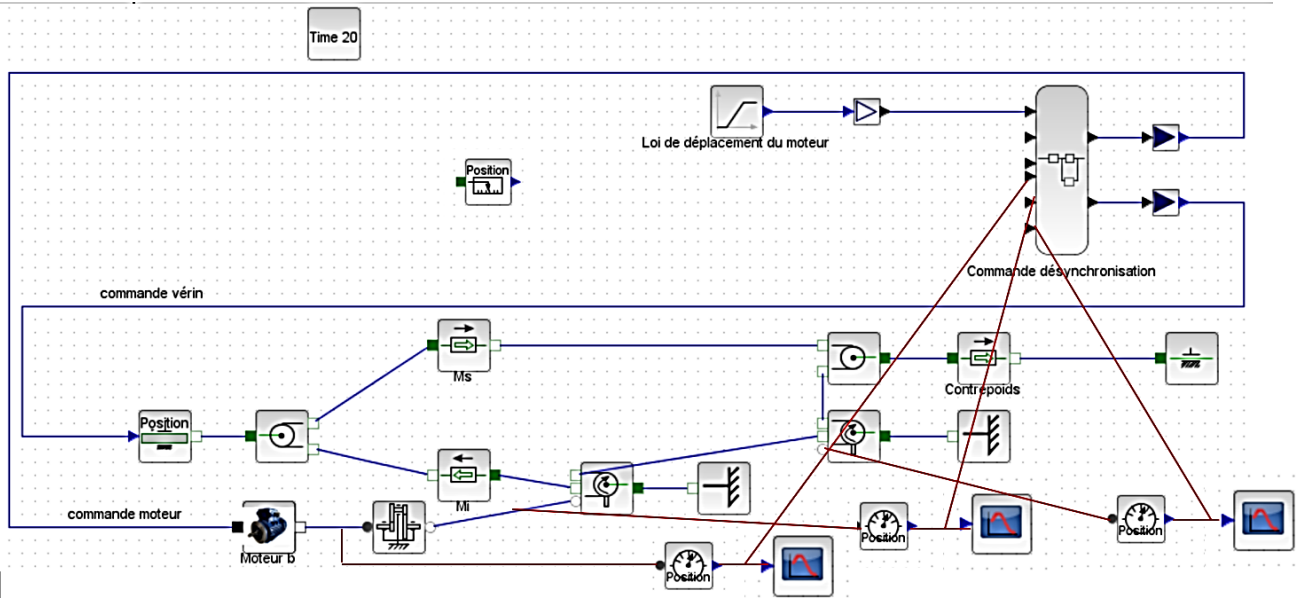 Time 20
Loi de déplacement du moteur
Position
Commande désynchronisation
commande vérin
Ms
Contrepoids
Position
Mi
commande moteur
Moteur b
Position
Position
Position